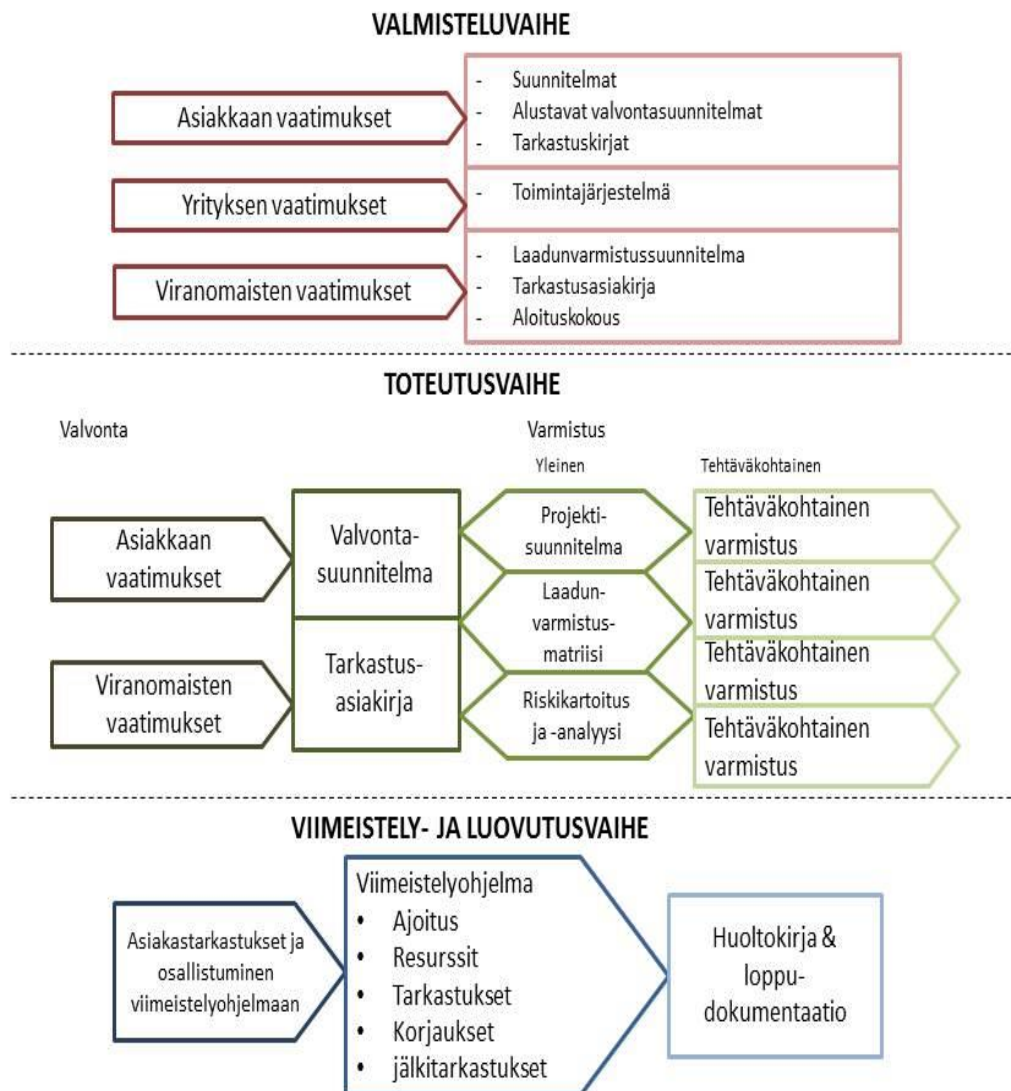 VALMISTELUVAIHE
Asiakkaan vaatimukset
- Suunnitelmat
- Alustavat valvontasuunnitelmat
- Tarkastuskirjat
Yrityksen vaatimukset
- Toimintajärjestelmä
Viranomaisten vaatimukset
- Laadunvarmistussuunnitelma
- Tarkastusasiakirja
- Aloituskokous
TOTEUTUSVAIHE
Valvonta
Varmistus
Yleinen
Tehtäväkohtainen
Asiakkaan
vaatimukset
Viranomaisten
vaatimukset
Valvonta-
suunnitelma
Tarkastus-
asiakirja
Projekti-
suunnitelma
Laadun-
varmistus-
matriisi
Riskikartoitus
ja -analyysi
Tehtäväkohtainen
varmistus
Tehtäväkohtainen
varmistus
Tehtäväkohtainen
varmistus
Tehtäväkohtainen
varmistus
VIIMEISTELY- JA LUOVUTUSVAIHE
Asiakastarkastukset ja
osallistuminen
viimeistelyohjelmaan
Viimeistelyohjelma
• Ajoitus
• Resurssit
• Tarkastukset
• Korjaukset
• jälkitarkastukset
Huoltokirja &
loppu-
dokumentaatio